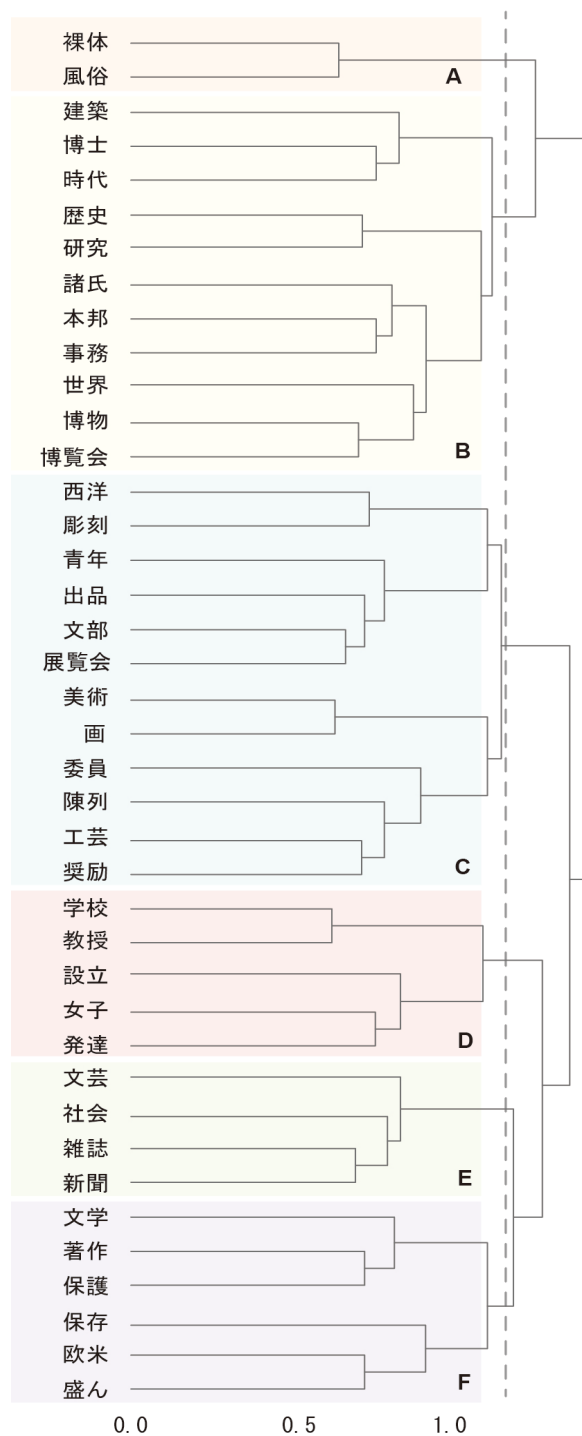 裸体
風俗
A
建築
博士
時代
歴史
研究
諸氏
本邦
事務
世界
博物
博覧会
B
西洋
彫刻
青年
出品
文部
展覧会
美術
画
委員
陳列
工芸
奨励
C
学校
教授
設立
女子
発達
D
文芸
社会
雑誌
新聞
E
文学
著作
保護
保存
欧米
盛ん
F
0.0 0.5 1.0